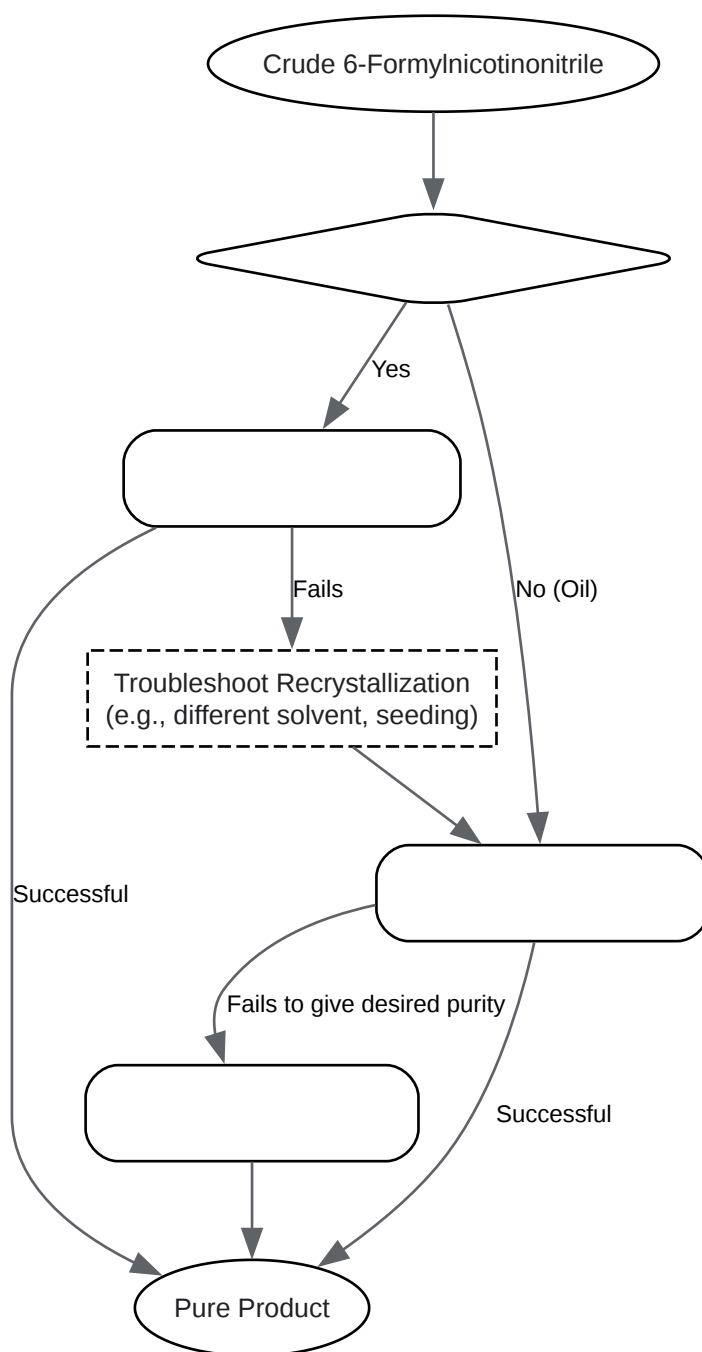 Crude 6-Formylnicotinonitrile
Yes
No (Oil)
Fails
Troubleshoot Recrystallization
(e.g., different solvent, seeding)
Successful
Fails to give desired purity
Successful
Pure Product